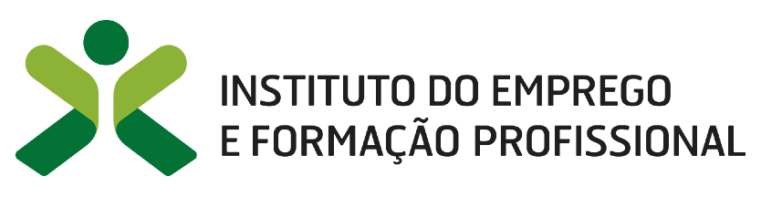 INSTITUTO DO EMPREGO
E FORMAÇÃO PROFISSIONAL